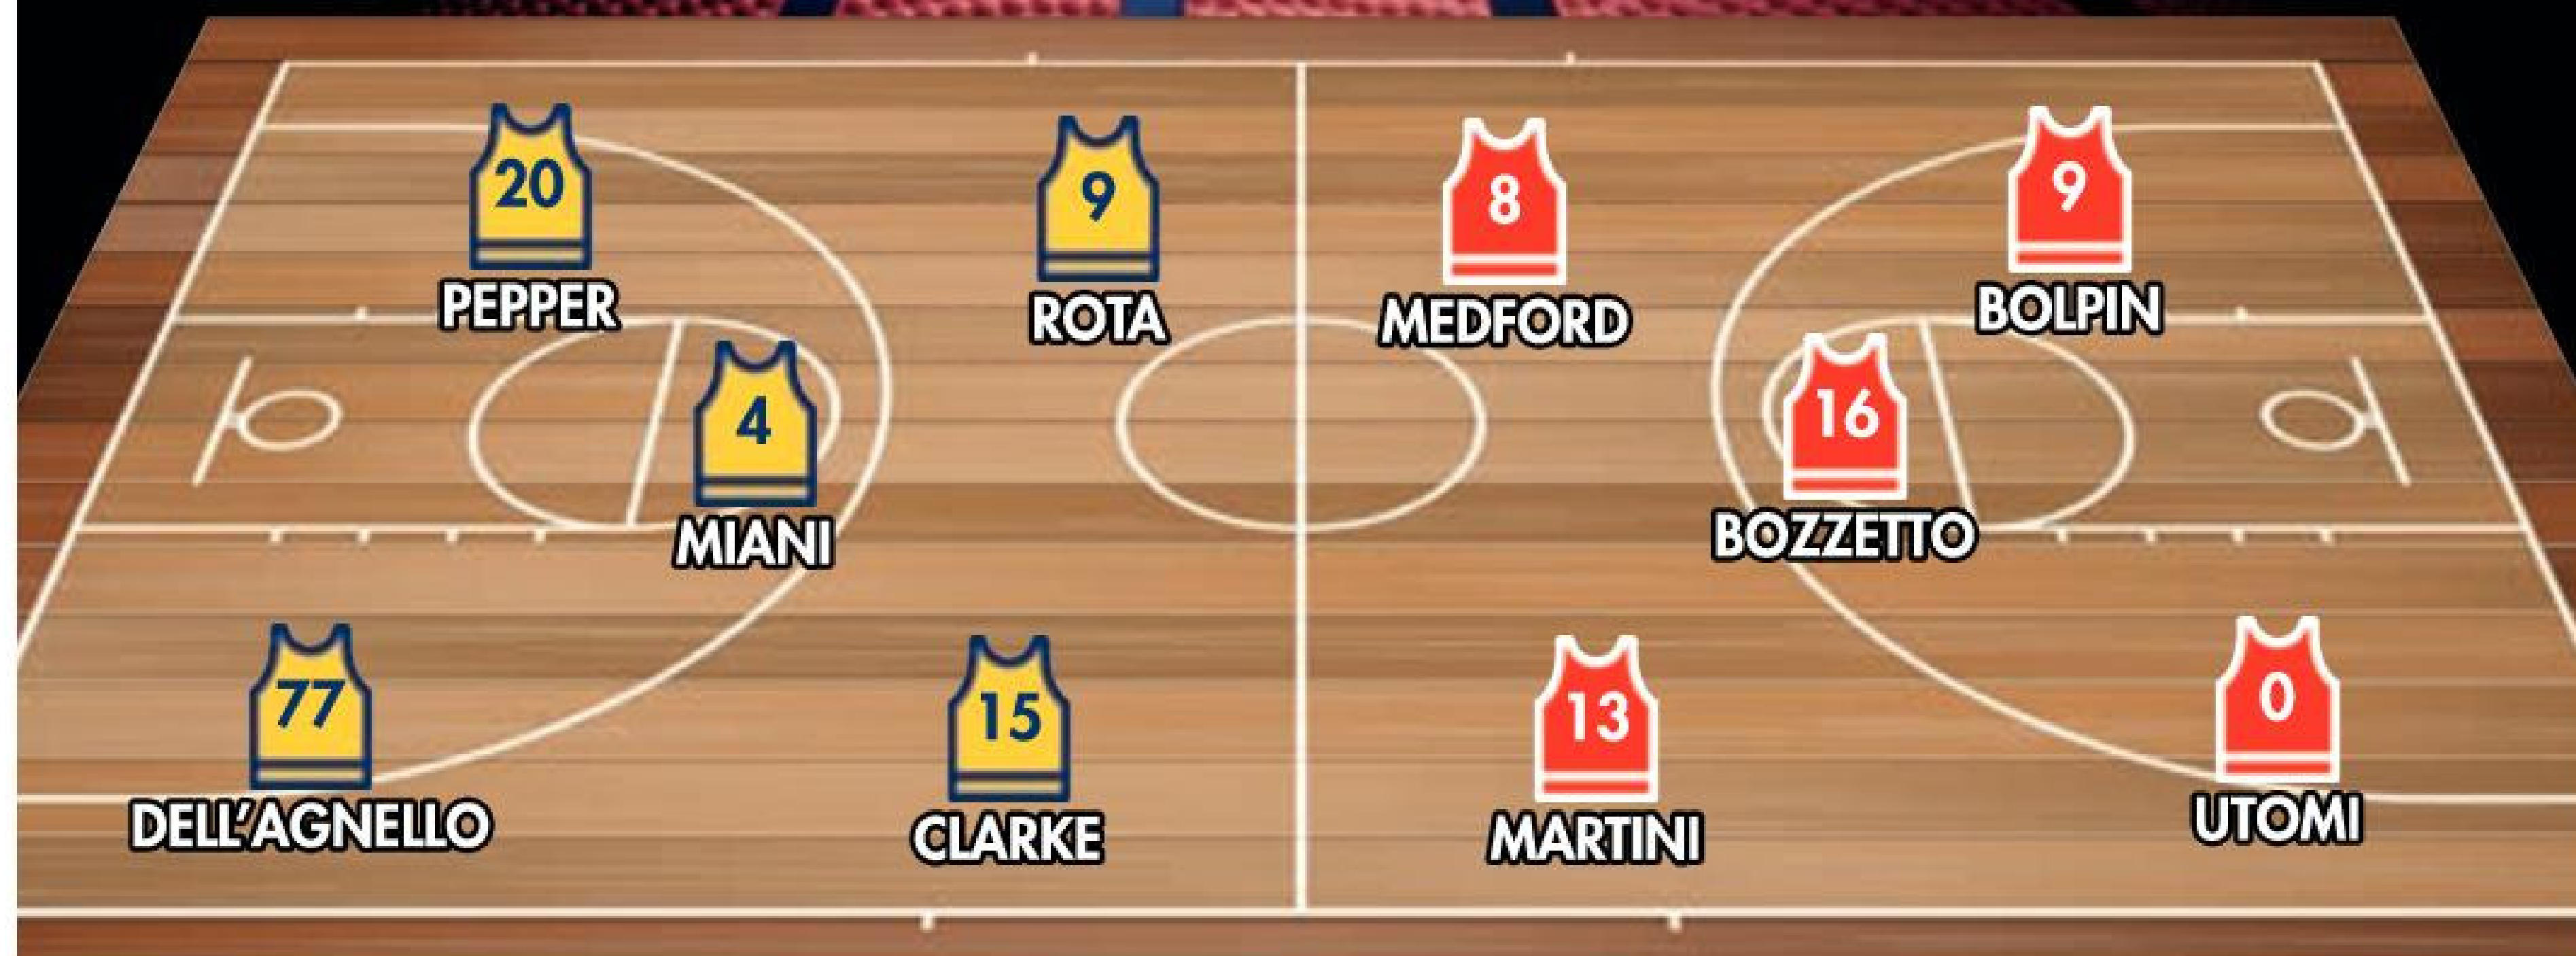 20
PEPPER
9
ROTA
8
MEDFORD
9
BOLPIN
4
MIANI
16
BOZZETTO
77
DELL'AGNELLO
15
CLARKE
13
MARTINI
0
UTOMI